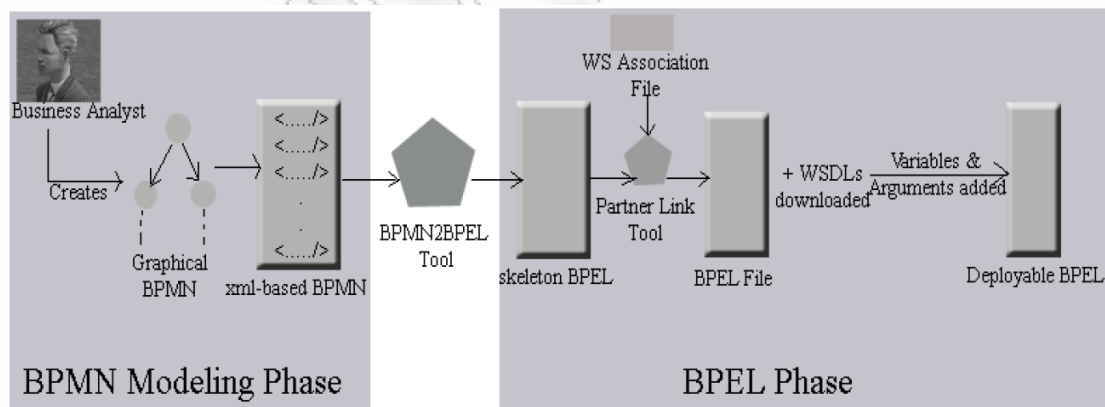 Business Analyst
Creates
Graphical
BPMN
<...../>
<...../>
<...../>
.
.
<...../>
xml-based BPMN
BPMN2BPEL
Tool
BPMN Modeling Phase
WS Association
File
skeleton BPEL
Partner Link
Tool
BPEL File
+ WSDLs
downloaded
Variables &
Arguments added
Deployable BPEL
BPEL Phase